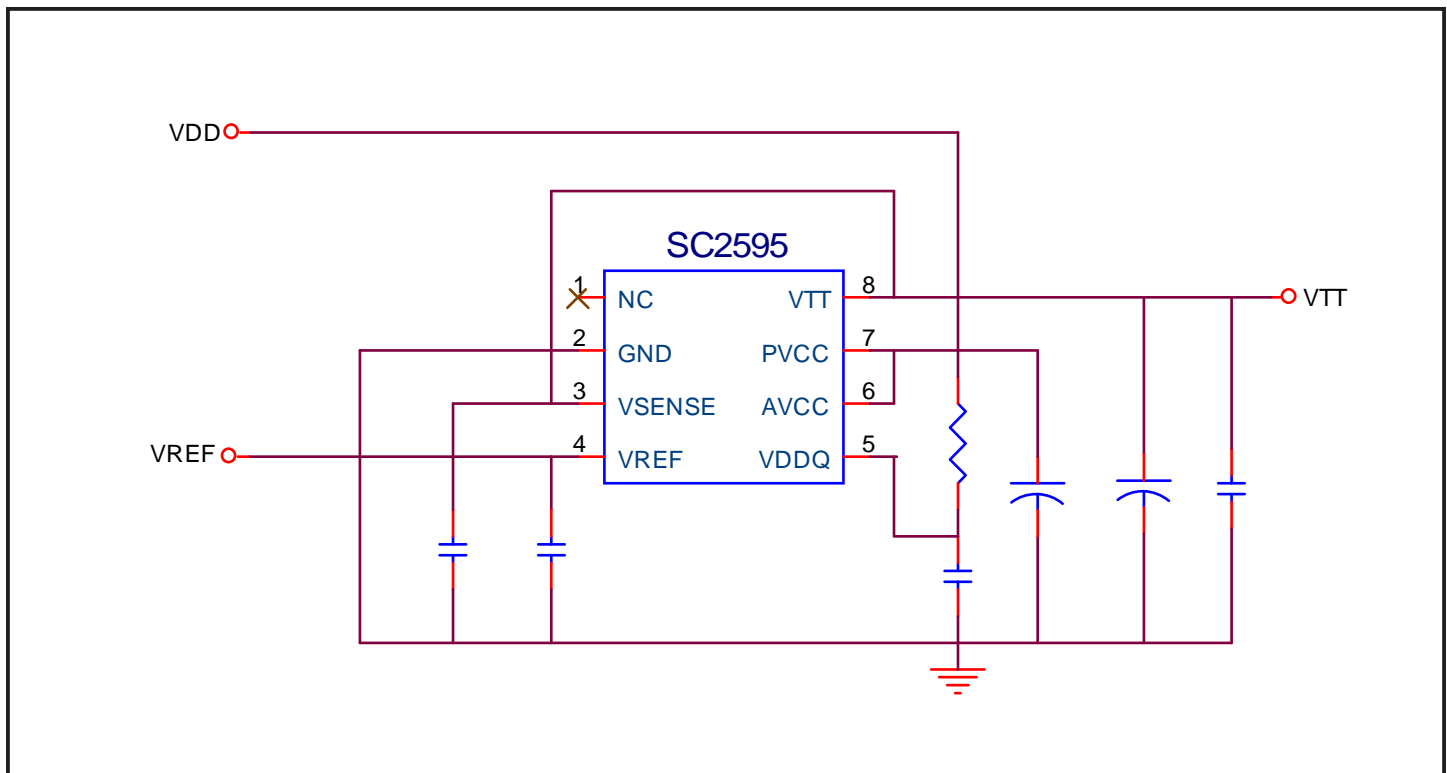 VDD
SC2595
1 NC VTT 8 VTT
2 GND PVCC 7
3 VSENSE AVCC 6
VREF 4 VREF VDDQ 5